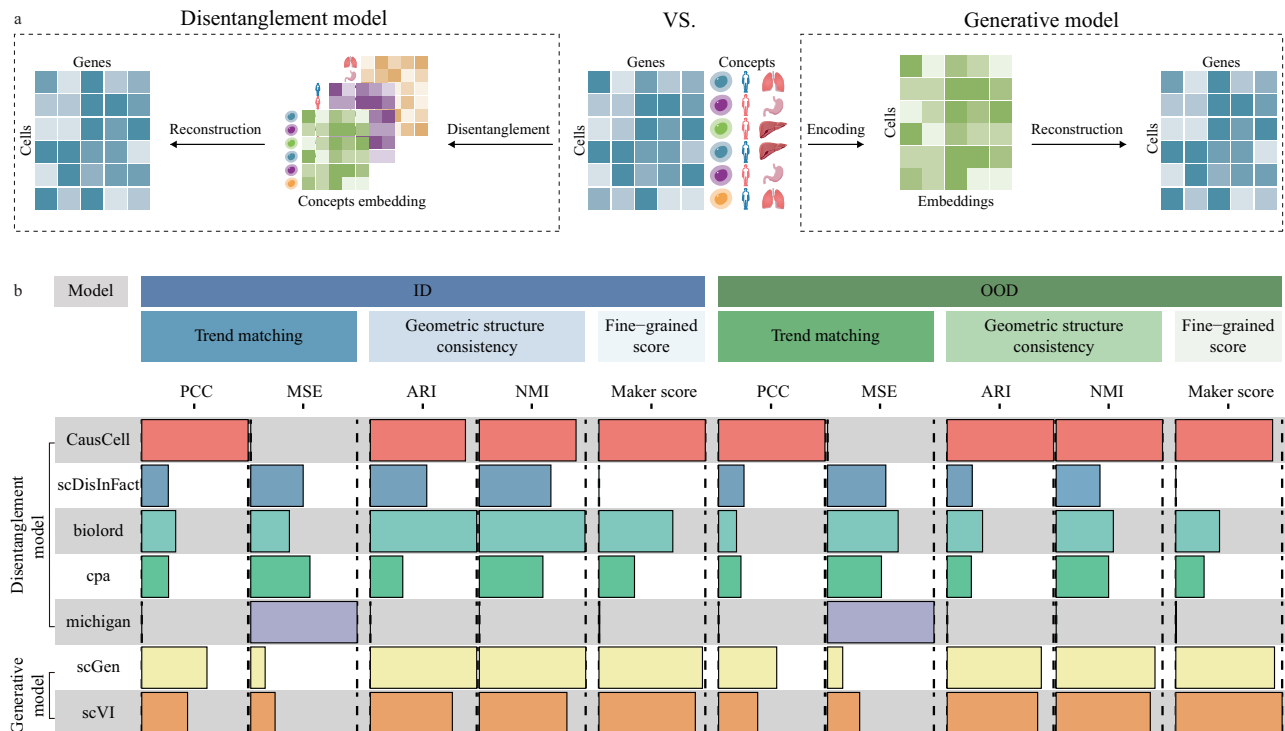 a
Disentanglement model
VS.
Generative model
Genes
Cells
Reconstruction
Concepts embedding
Disentanglement
Genes
Concepts
Cells
Encoding
Embeddings
Reconstruction
Genes
Cells
b
Model
ID
OOD
Trend matching
Geometric structure
consistency
Fine-grained
score
Trend matching
Geometric structure
consistency
Fine-grained
score
PCC
MSE
ARI
NMI
Maker score
PCC
MSE
ARI
NMI
Maker score
Disentanglement
model
CausCell
scDisInFact
biolord
cpa
michigan
Generative
model
scGen
scVI